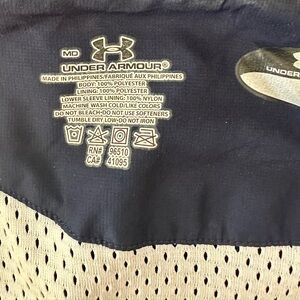 MD
UNDER ARMOUR®
MADE IN PHILIPPINES/FABRIQUÉ AUX PHILIPPINES
BODY: 100% POLYESTER
LINING: 100% POLYESTER
LOWER SLEEVE LINING: 100% NYLON
MACHINE WASH COLD/LIKE COLORS
DO NOT BLEACH-DO NOT USE SOFTENERS
TUMBLE DRY LOW-DO NOT IRON
RN# 96510
CA# 41095
UNDER